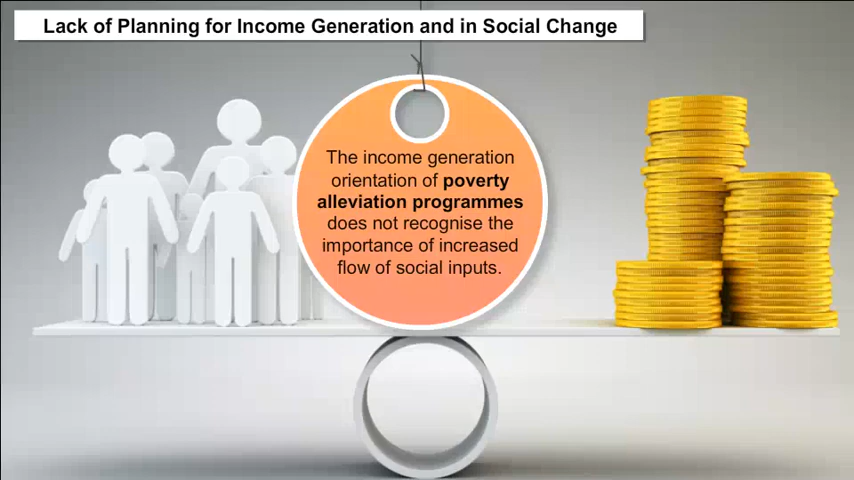 Lack of Planning for Income Generation and in Social Change
The income generation
orientation of poverty
alleviation programmes
does not recognise the
importance of increased
flow of social inputs.